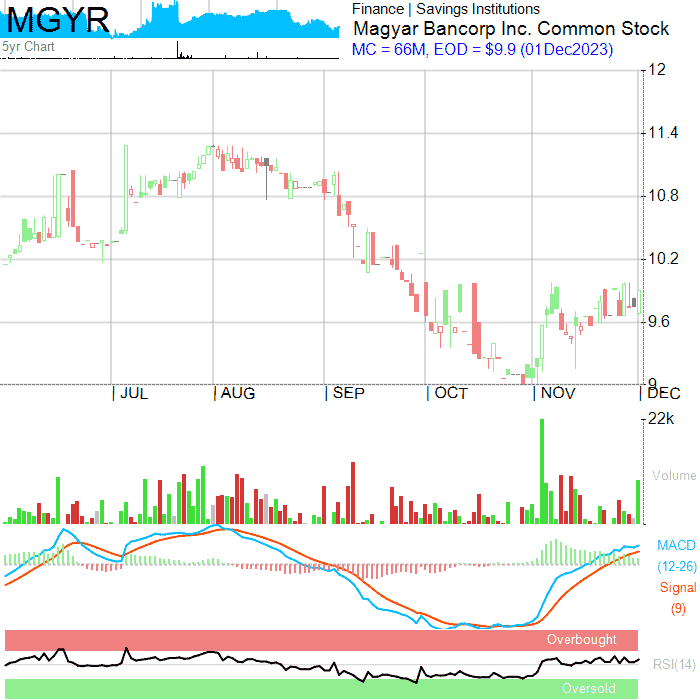 MGYR
Finance | Savings Institutions
Magyar Bancorp Inc. Common Stock
MC = 66M, EOD = $9.9 (01Dec2023)
5yr Chart
12
11.4
10.8
10.2
9.6
9
JUL
AUG
SEP
OCT
NOV
DEC
22k
Volume
MACD
(12-26)
Signal
(9)
Overbought
RSI(14)
Oversold